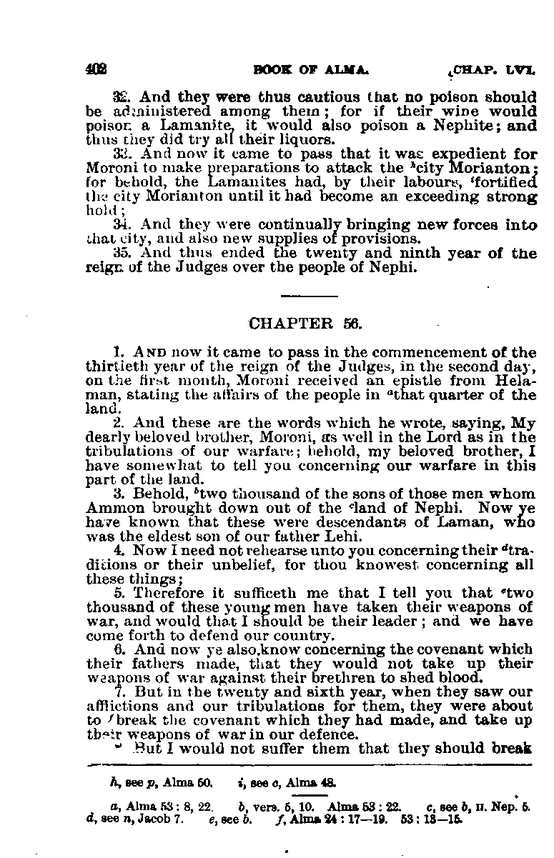 402 BOOK OF ALMA. CHAP. LVI.
32. And they were thus cautious that no poison should
be administered among them; for if their wine would
poison a Lamanite, it would also poison a Nephite; and
thus they did try all their liquors.
33. And now it came to pass that it was expedient for
Moroni to make preparations to attack the ʰcity Morianton;
for behold, the Lamanites had, by their labours, ⁱfortified
the city Morianton until it had become an exceeding strong
hold;
34. And they were continually bringing new forces into
that city, and also new supplies of provisions.
35. And thus ended the twenty and ninth year of the
reign of the Judges over the people of Nephi.
CHAPTER 56.
1. AND now it came to pass in the commencement of the
thirtieth year of the reign of the Judges, in the second day,
on the first month, Moroni received an epistle from Hela-
man, stating the affairs of the people in ᵃthat quarter of the
land.
2. And these are the words which he wrote, saying, My
dearly beloved brother, Moroni, as well in the Lord as in the
tribulations of our warfare; behold, my beloved brother, I
have somewhat to tell you concerning our warfare in this
part of the land.
3. Behold, ᵇtwo thousand of the sons of those men whom
Ammon brought down out of the ᶜland of Nephi. Now ye
have known that these were descendants of Laman, who
was the eldest son of our father Lehi.
4. Now I need not rehearse unto you concerning their ᵈtra-
ditions or their unbelief, for thou knowest concerning all
these things;
5. Therefore it sufficeth me that I tell you that ᵉtwo
thousand of these young men have taken their weapons of
war, and would that I should be their leader; and we have
come forth to defend our country.
6. And now ye also know concerning the covenant which
their fathers made, that they would not take up their
weapons of war against their brethren to shed blood.
7. But in the twenty and sixth year, when they saw our
afflictions and our tribulations for them, they were about
to ᶠbreak the covenant which they had made, and take up
their weapons of war in our defence.
But I would not suffer them that they should break
h, see p, Alma 50. i, see c, Alma 48.
a, Alma 53: 8, 22. b, vers. 5, 10. Alma 53: 22. c, see b, II. Nep. 5.
d, see n, Jacob 7. e, see b. f, Alma 24: 17—19. 53: 13—15.